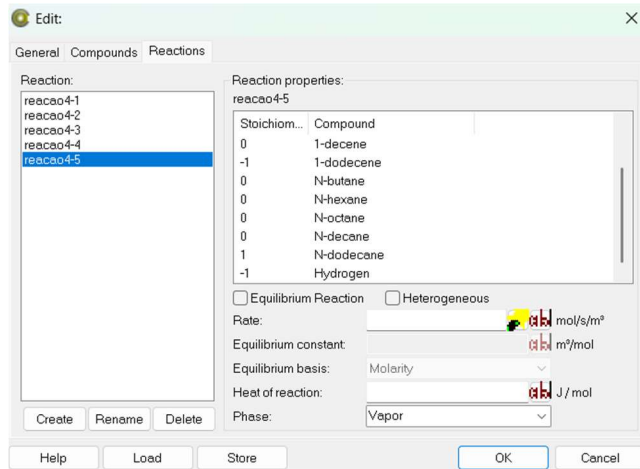 Edit:
General Compounds Reactions
Reaction:
reacao4-1
reacao4-2
reacao4-3
reacao4-4
reacao4-5
Create Rename Delete
Reaction properties:
reacao4-5
Stoichiom... Compound
0 1-decene
-1 1-dodecene
0 N-butane
0 N-hexane
0 N-octane
0 N-decane
1 N-dodecane
-1 Hydrogen
Equilibrium Reaction Heterogeneous
Rate: mol/s/m³
Equilibrium constant: m³/mol
Equilibrium basis: Molarity
Heat of reaction: J / mol
Phase: Vapor
Help Load Store OK Cancel